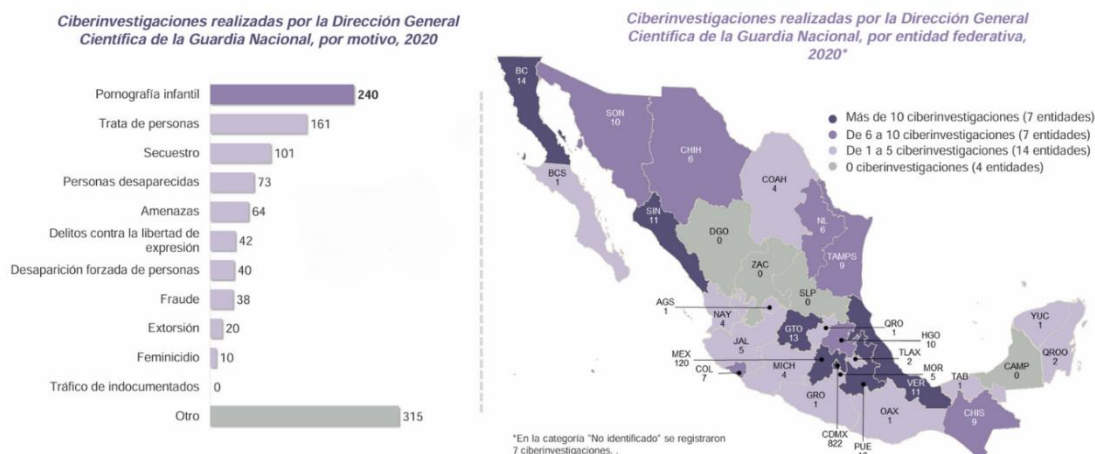 Ciberinvestigaciones realizadas por la Dirección General
Científica de la Guardia Nacional, por motivo, 2020
Pornografía infantil 240
Trata de personas 161
Secuestro 101
Personas desaparecidas 73
Amenazas 64
Delitos contra la libertad de
expresión 42
Desaparición forzada de personas 40
Fraude 38
Extorsión 20
Feminicidio 10
Tráfico de indocumentados 0
Otro 315
Ciberinvestigaciones realizadas por la Dirección General
Científica de la Guardia Nacional, por entidad federativa,
2020*
Más de 10 ciberinvestigaciones (7 entidades)
De 6 a 10 ciberinvestigaciones (7 entidades)
De 1 a 5 ciberinvestigaciones (14 entidades)
0 ciberinvestigaciones (4 entidades)
BC
14
SON
10
CHIH
6
COAH
4
BCS
1
SIN
11
DGO
0
NL
6
TAMPS
9
ZAC
0
SLP
0
AGS
1
NAY
4
GTO
13
QRO
1
HGO
10
YUC
1
JAL
5
MEX
120
MICH
4
TLAX
2
QROO
2
COL
7
MOR
5
CAMP
0
TAB
1
VER
11
GRO
1
OAX
1
CHIS
9
CDMX
822
PUE
*En la categoría "No identificado" se registraron
7 ciberinvestigaciones. .